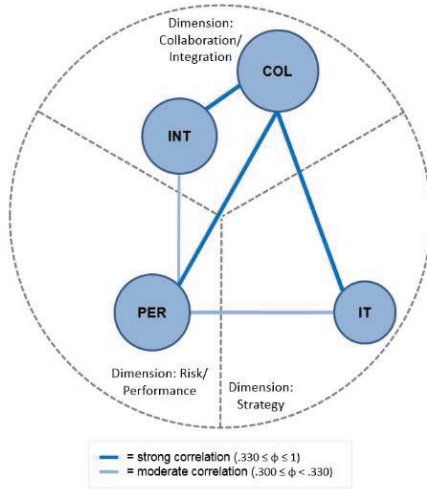 Dimension:
Collaboration/
Integration
COL
INT
PER
IT
Dimension: Risk/
Performance
Dimension:
Strategy
= strong correlation (.330 ≤ ϕ ≤ 1)
= moderate correlation (.300 ≤ ϕ < .330)